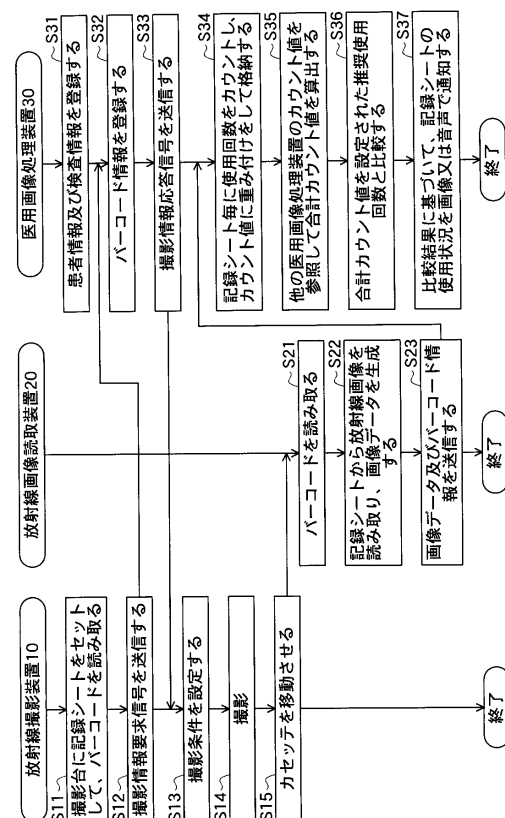 放射線撮影装置10
S11
撮影台に記録シートをセット
して、バーコードを読み取る
S12
撮影情報要求信号を送信する
S13
撮影条件を設定する
S14
撮影
S15
カセッテを移動させる
終了
放射線画像読取装置20
S21
バーコードを読み取る
S22
記録シートから放射線画像を
読み取り、画像データを生成
する
S23
画像データ及びバーコード情
報を送信する
終了
医用画像処理装置30
S31
患者情報及び検査情報を登録する
S32
バーコード情報を登録する
S33
撮影情報応答信号を送信する
S34
記録シート毎に使用回数をカウントし、
カウント値に重み付けをして格納する
S35
他の医用画像処理装置のカウント値を
参照して合計カウント値を算出する
S36
合計カウント値を設定された推奨使用
回数と比較する
S37
比較結果に基づいて、記録シートの
使用状況を画像又は音声で通知する
終了